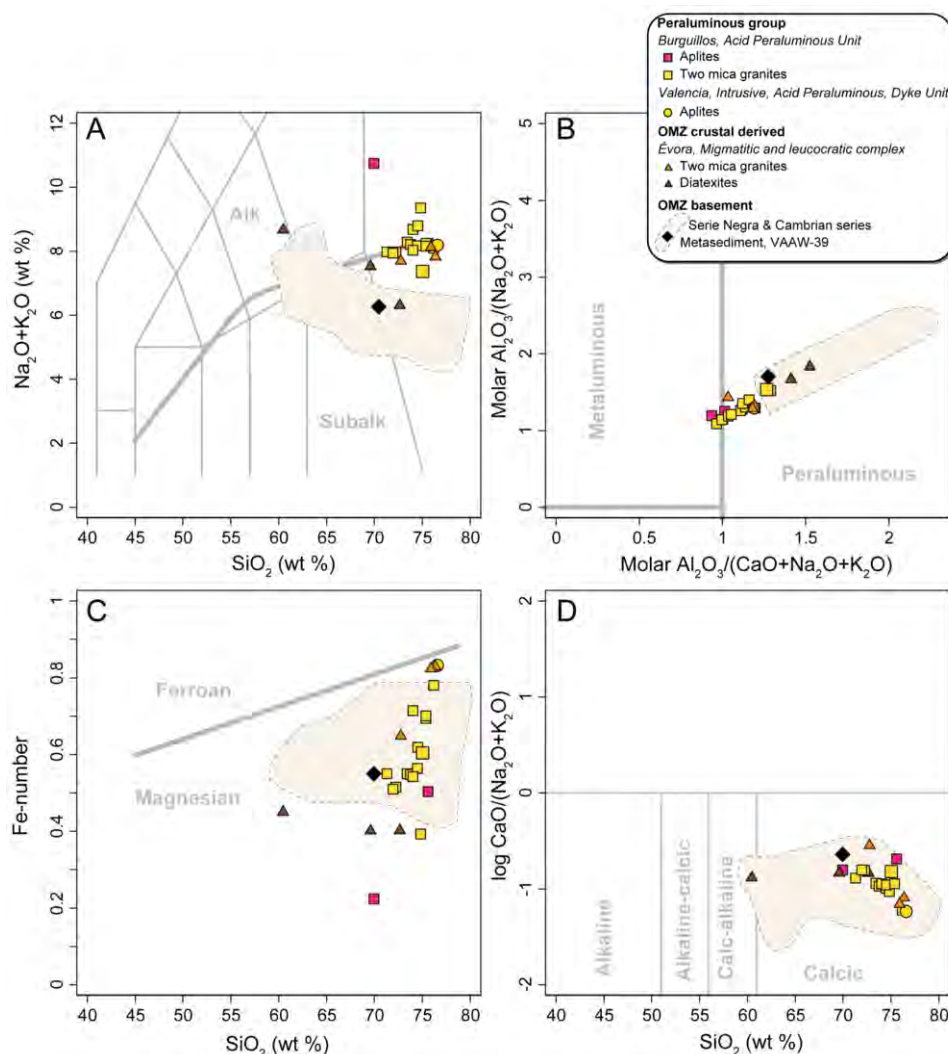 Peraluminous group
Burguillos, Acid Peraluminous Unit
Aplites
Two mica granites
Valencia, Intrusive, Acid Peraluminous, Dyke Unit
Aplites
OMZ crustal derived
Évora, Migmatitic and leucocratic complex
Two mica granites
Diatexites
OMZ basement
Serie Negra & Cambrian series
Metasediment, VAAW-39
A
Alk
Subalk
Na₂O+K₂O (wt %)
12
10
8
6
4
2
0
40 45 50 55 60 65 70 75 80
SiO₂ (wt %)
B
Metaluminous
Peraluminous
Molar Al₂O₃/(Na₂O+K₂O)
5
4
3
2
1
0
0 0.5 1 1.5 2
Molar Al₂O₃/(CaO+Na₂O+K₂O)
C
Ferroan
Magnesian
Fe-number
1
0.8
0.6
0.4
0.2
0
40 45 50 55 60 65 70 75 80
SiO₂ (wt %)
D
Alkaline
Alkaline-calcic
Calc-alkaline
Calcic
log CaO/(Na₂O+K₂O)
2
1
0
-1
-2
40 45 50 55 60 65 70 75 80
SiO₂ (wt %)